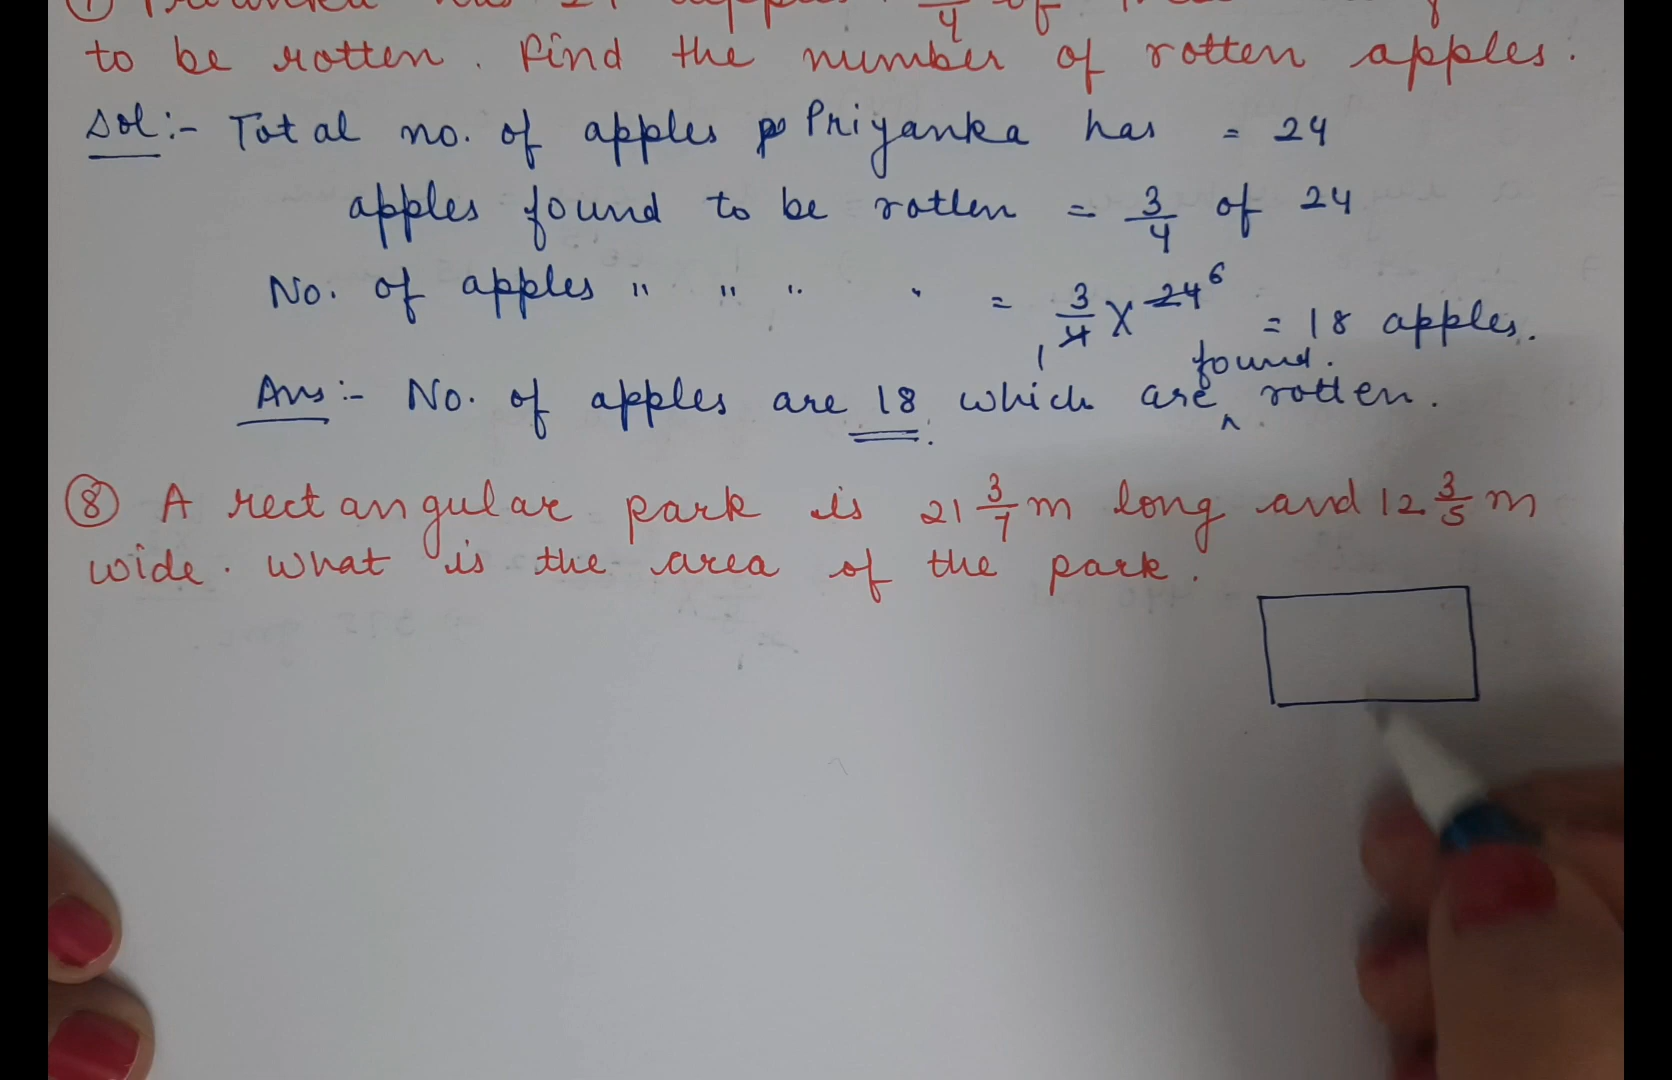 to be rotten. Find the number of rotten apples.
Sol:- Total no. of apples Priyanka has = 24
apples found to be rotten = 3/4 of 24
No. of apples " " " " = 3/4 X 24 6 = 18 apples.
1
found.
Ans:- No. of apples are 18 which are ^ rotten.
8 A rectangular park is 21 3/7 m long and 12 3/5 m
wide. What is the area of the park.